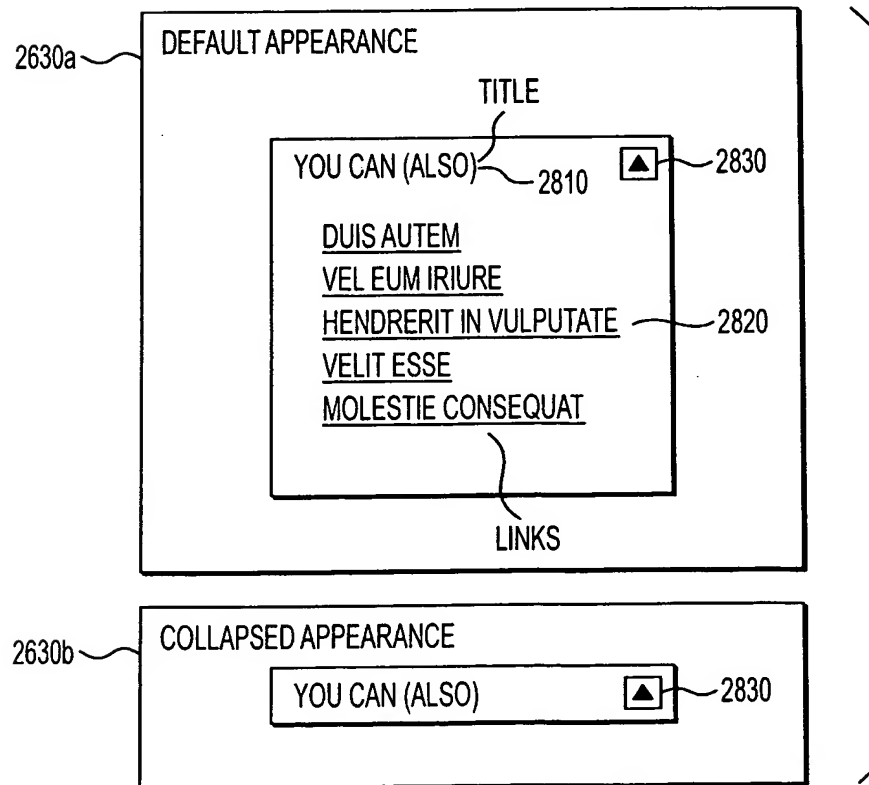 2630a
DEFAULT APPEARANCE
TITLE
YOU CAN (ALSO)
2810
2830
DUIS AUTEM
VEL EUM IRIURE
HENDRERIT IN VULPUTATE
2820
VELIT ESSE
MOLESTIE CONSEQUAT
LINKS
2630b
COLLAPSED APPEARANCE
YOU CAN (ALSO)
2830